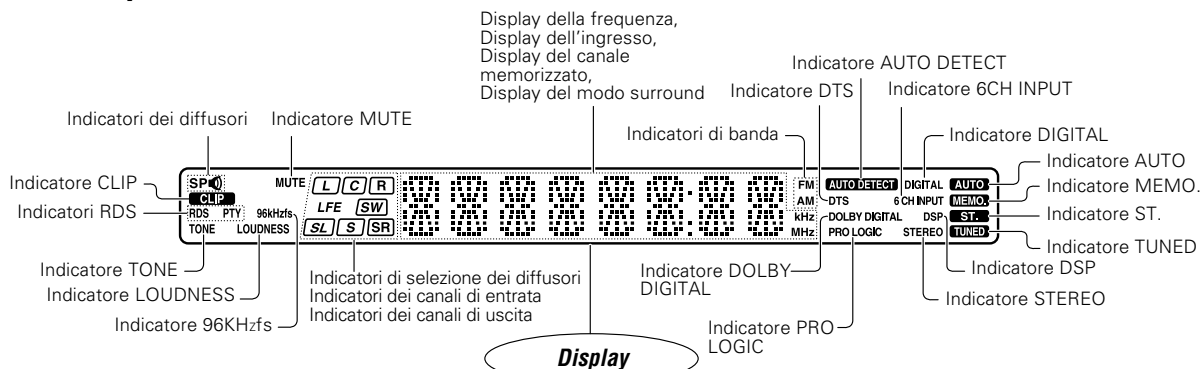 Display della frequenza,
Display dell'ingresso,
Display del canale
memorizzato,
Display del modo surround
Indicatore AUTO DETECT
Indicatore DTS
Indicatore 6CH INPUT
Indicatori dei diffusori
Indicatore MUTE
Indicatori di banda
Indicatore DIGITAL
Indicatore AUTO
Indicatore CLIP
Indicatore MEMO.
Indicatori RDS
Indicatore ST.
Indicatore TUNED
SP
MUTE
L C R
FM
AUTO DETECT
DIGITAL
AUTO
CLIP
LFE
SW
AM
DTS
6 CH INPUT
MEMO.
RDS
PTY
96kHzfs
kHz
DOLBY DIGITAL
DSP
ST.
TONE
LOUDNESS
SL S SR
MHz
PRO LOGIC
STEREO
TUNED
Indicatore TONE
Indicatore LOUDNESS
Indicatore 96KHzfs
Indicatori di selezione dei diffusori
Indicatori dei canali di entrata
Indicatori dei canali di uscita
Indicatore DOLBY
DIGITAL
Indicatore DSP
Indicatore STEREO
Indicatore PRO
LOGIC
Display